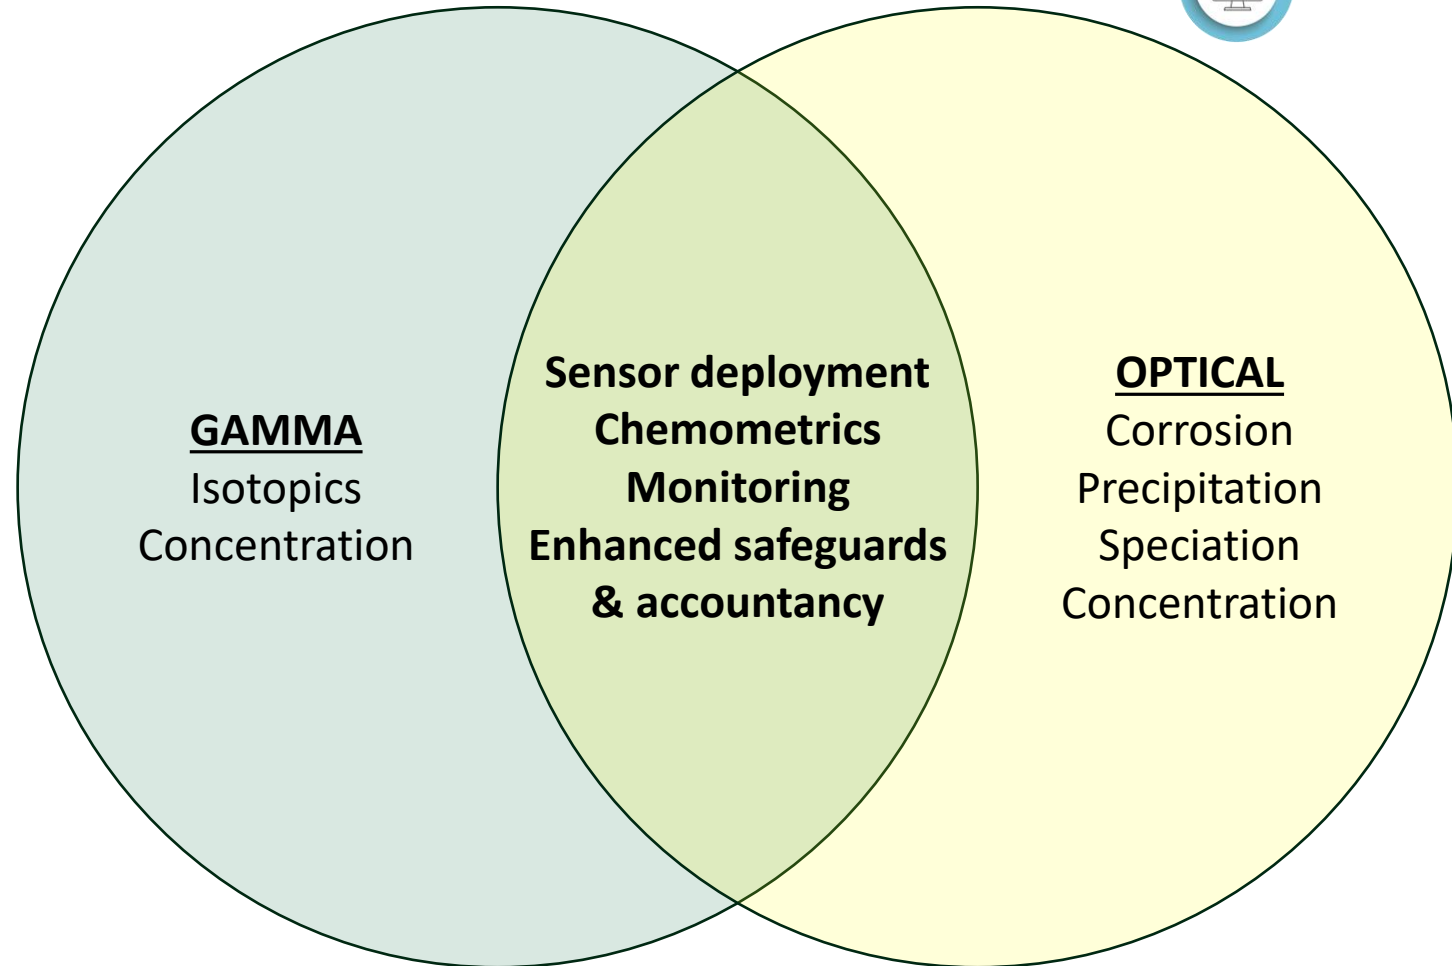 GAMMA
Isotopics
Concentration
Sensor deployment
Chemometrics
Monitoring
Enhanced safeguards
& accountancy
OPTICAL
Corrosion
Precipitation
Speciation
Concentration